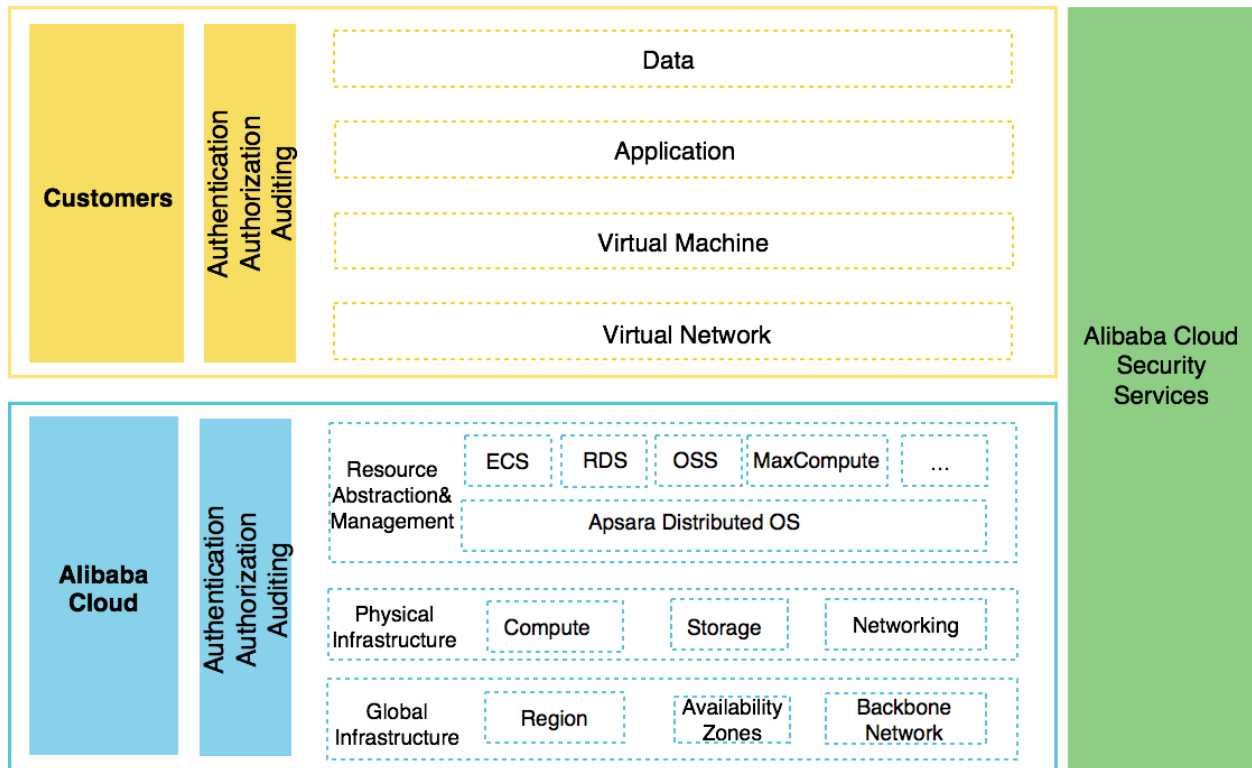 Customers
Authentication
Authorization
Auditing
Data
Application
Virtual Machine
Virtual Network
Alibaba Cloud
Security
Services
Alibaba
Cloud
Authentication
Authorization
Auditing
Resource
Abstraction&
Management
ECS
RDS
OSS
MaxCompute
...
Apsara Distributed OS
Physical
Infrastructure
Compute
Storage
Networking
Global
Infrastructure
Region
Availability
Zones
Backbone
Network